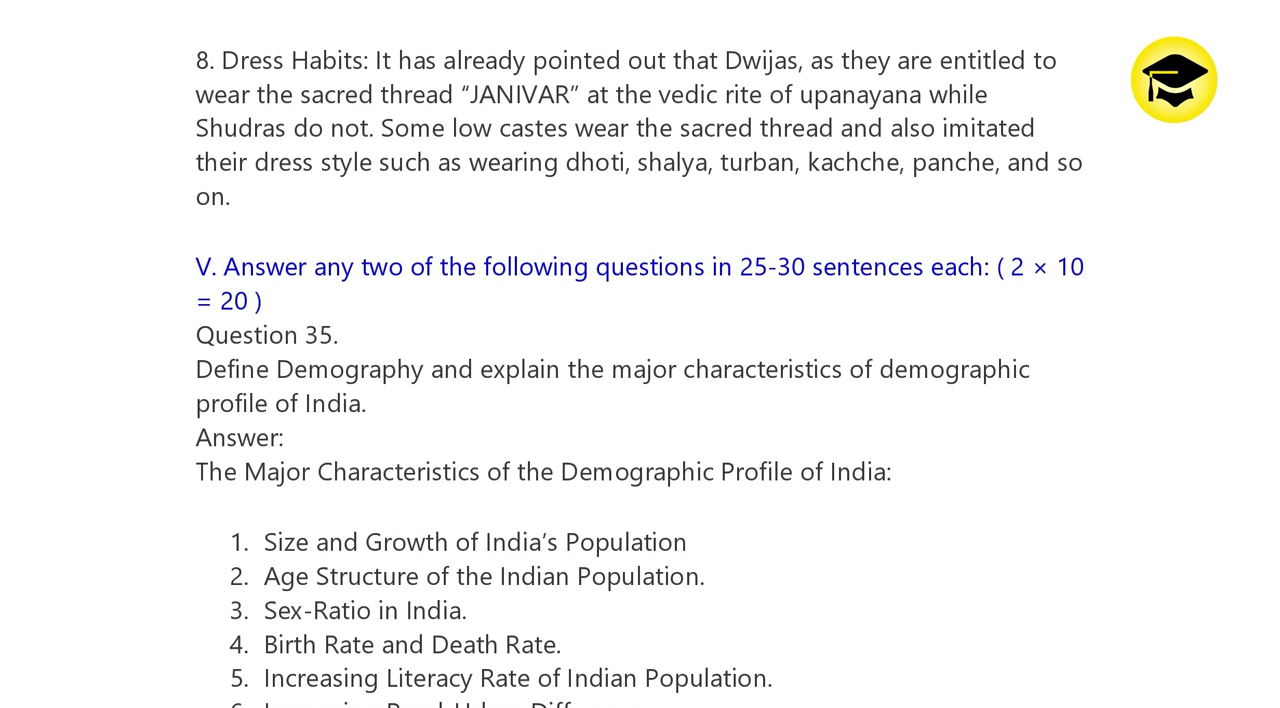 8. Dress Habits: It has already pointed out that Dwijas, as they are entitled to
wear the sacred thread “JANIVAR” at the vedic rite of upanayana while
Shudras do not. Some low castes wear the sacred thread and also imitated
their dress style such as wearing dhoti, shalya, turban, kachche, panche, and so
on.
V. Answer any two of the following questions in 25-30 sentences each: ( 2 × 10
= 20 )
Question 35.
Define Demography and explain the major characteristics of demographic
profile of India.
Answer:
The Major Characteristics of the Demographic Profile of India:
1. Size and Growth of India’s Population
2. Age Structure of the Indian Population.
3. Sex-Ratio in India.
4. Birth Rate and Death Rate.
5. Increasing Literacy Rate of Indian Population.